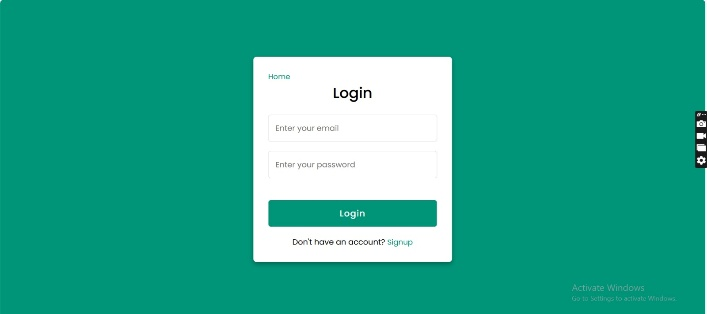 Home
Login
Enter your email
Enter your password
Login
Don't have an account? Signup
Activate Windows
Go to Settings to activate Windows.